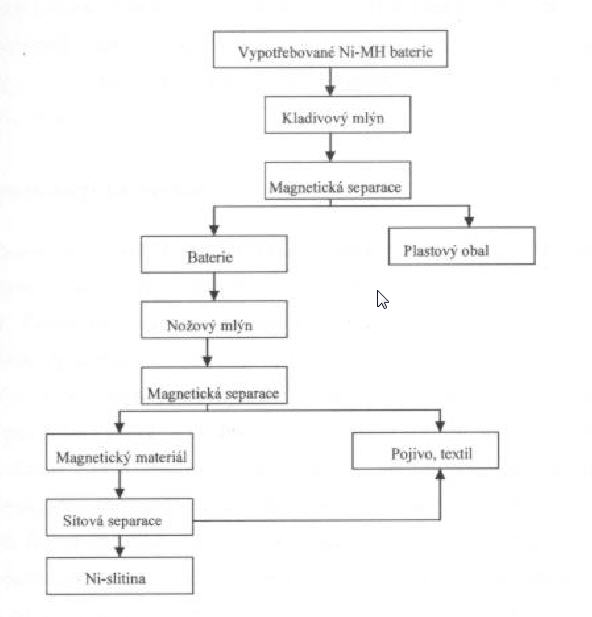 Vypotřebované Ni-MH baterie
Kladivový mlýn
Magnetická separace
Baterie
Plastový obal
Nožový mlýn
Magnetická separace
Magnetický materiál
Pojivo, textil
Sítová separace
Ni-slitina